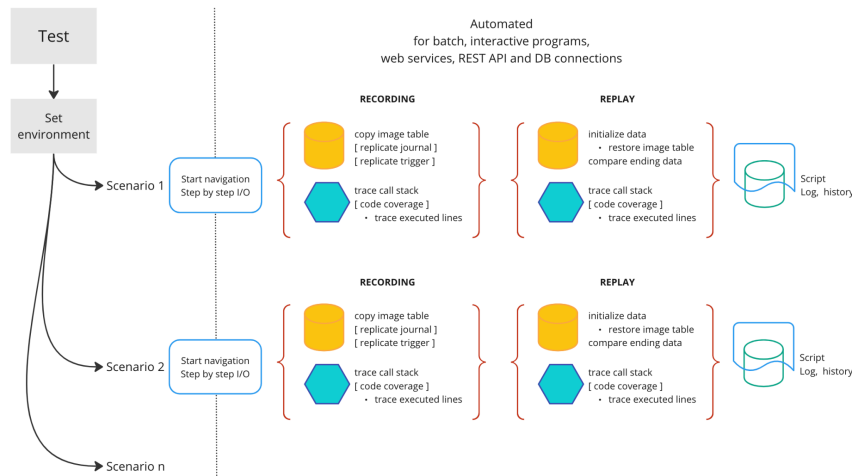 Test
Set
environment
Automated
for batch, interactive programs,
web services, REST API and DB connections
Scenario 1
Start navigation
Step by step I/O
RECORDING
copy image table
[ replicate journal ]
[ replicate trigger ]
trace call stack
[ code coverage ]
• trace executed lines
REPLAY
initialize data
• restore image table
compare ending data
trace call stack
[ code coverage ]
• trace executed lines
Script
Log, history
Scenario 2
Start navigation
Step by step I/O
RECORDING
copy image table
[ replicate journal ]
[ replicate trigger ]
trace call stack
[ code coverage ]
• trace executed lines
REPLAY
initialize data
• restore image table
compare ending data
trace call stack
[ code coverage ]
• trace executed lines
Script
Log, history
Scenario n